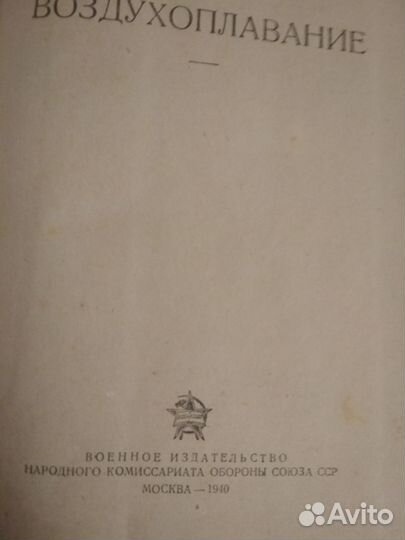 ВОЗДУХОПЛАВАНИЕ
ВОЕННОЕ ИЗДАТЕЛЬСТВО
НАРОДНОГО КОМИССАРИАТА ОБОРОНЫ СОЮЗА ССР
МОСКВА — 1940
Avito